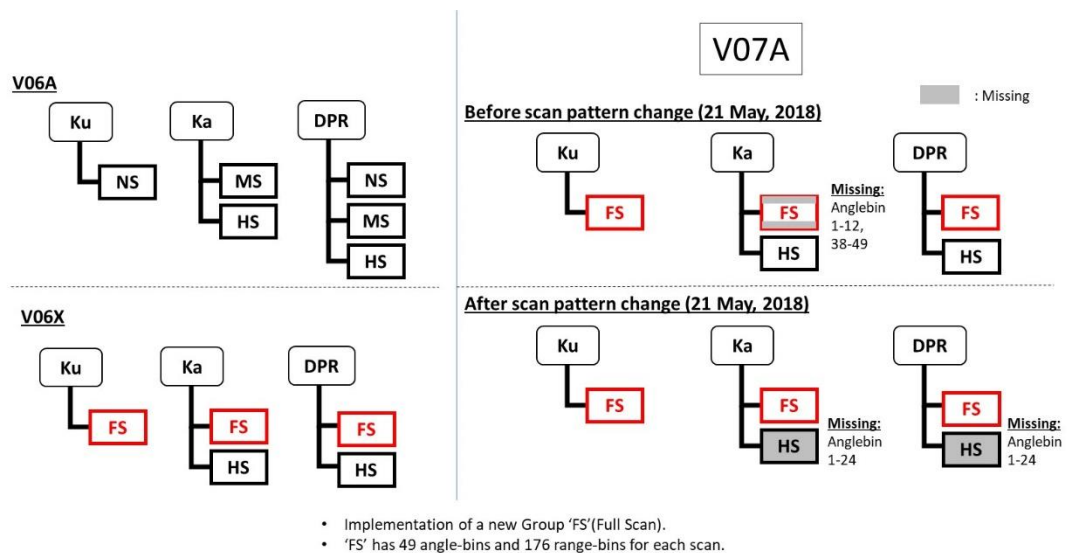 V06A
Ku
NS
Ka
MS
HS
DPR
NS
MS
HS
V06X
Ku
FS
Ka
FS
HS
DPR
FS
HS
V07A
: Missing
Before scan pattern change (21 May, 2018)
Ku
FS
Ka
FS
HS
Missing:
Anglebin
1-12,
38-49
DPR
FS
HS
After scan pattern change (21 May, 2018)
Ku
FS
Ka
FS
HS
Missing:
Anglebin
1-24
DPR
FS
HS
Missing:
Anglebin
1-24
• Implementation of a new Group ‘FS’(Full Scan).
• ‘FS’ has 49 angle-bins and 176 range-bins for each scan.